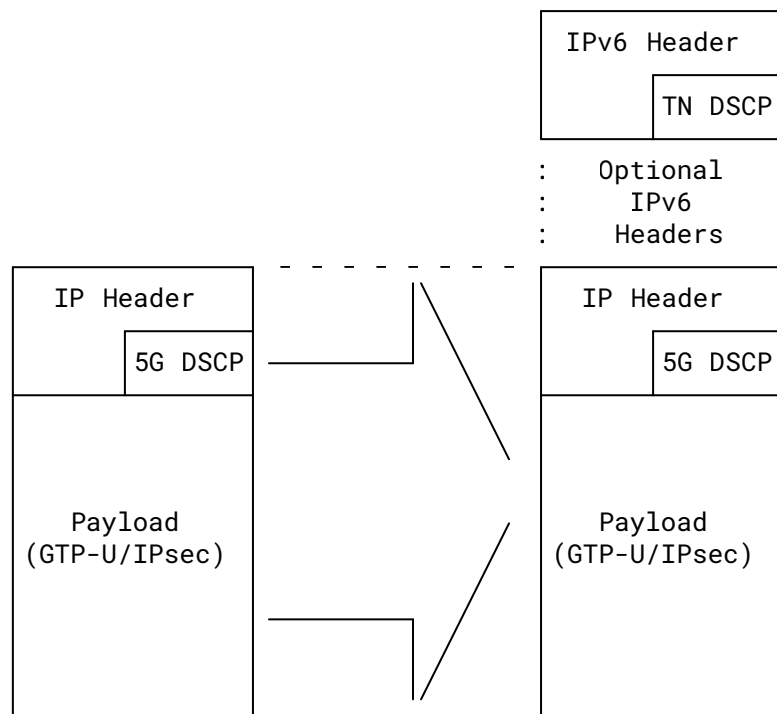 IPv6 Header
TN DSCP
: Optional
: IPv6
: Headers
IP Header
5G DSCP
Payload
(GTP-U/IPsec)
IP Header
5G DSCP
Payload
(GTP-U/IPsec)